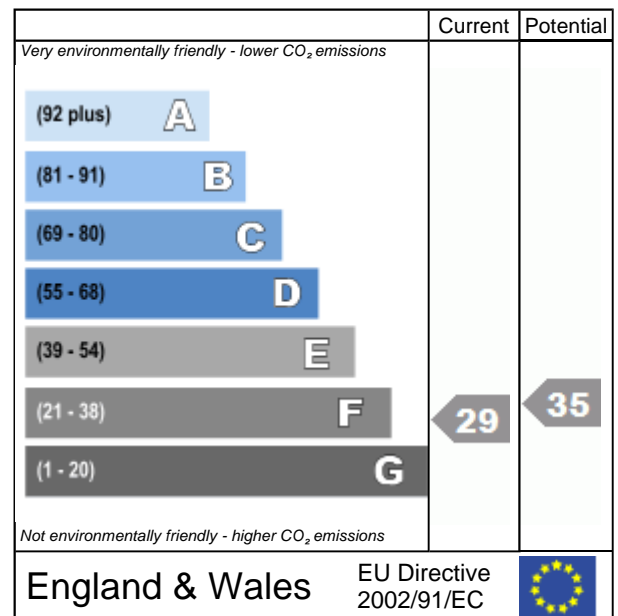 Current Potential
Very environmentally friendly - lower CO₂ emissions
(92 plus) A
(81 - 91) B
(69 - 80) C
(55 - 68) D
(39 - 54) E
(21 - 38) F 29 35
(1 - 20) G
Not environmentally friendly - higher CO₂ emissions
England & Wales
EU Directive
2002/91/EC